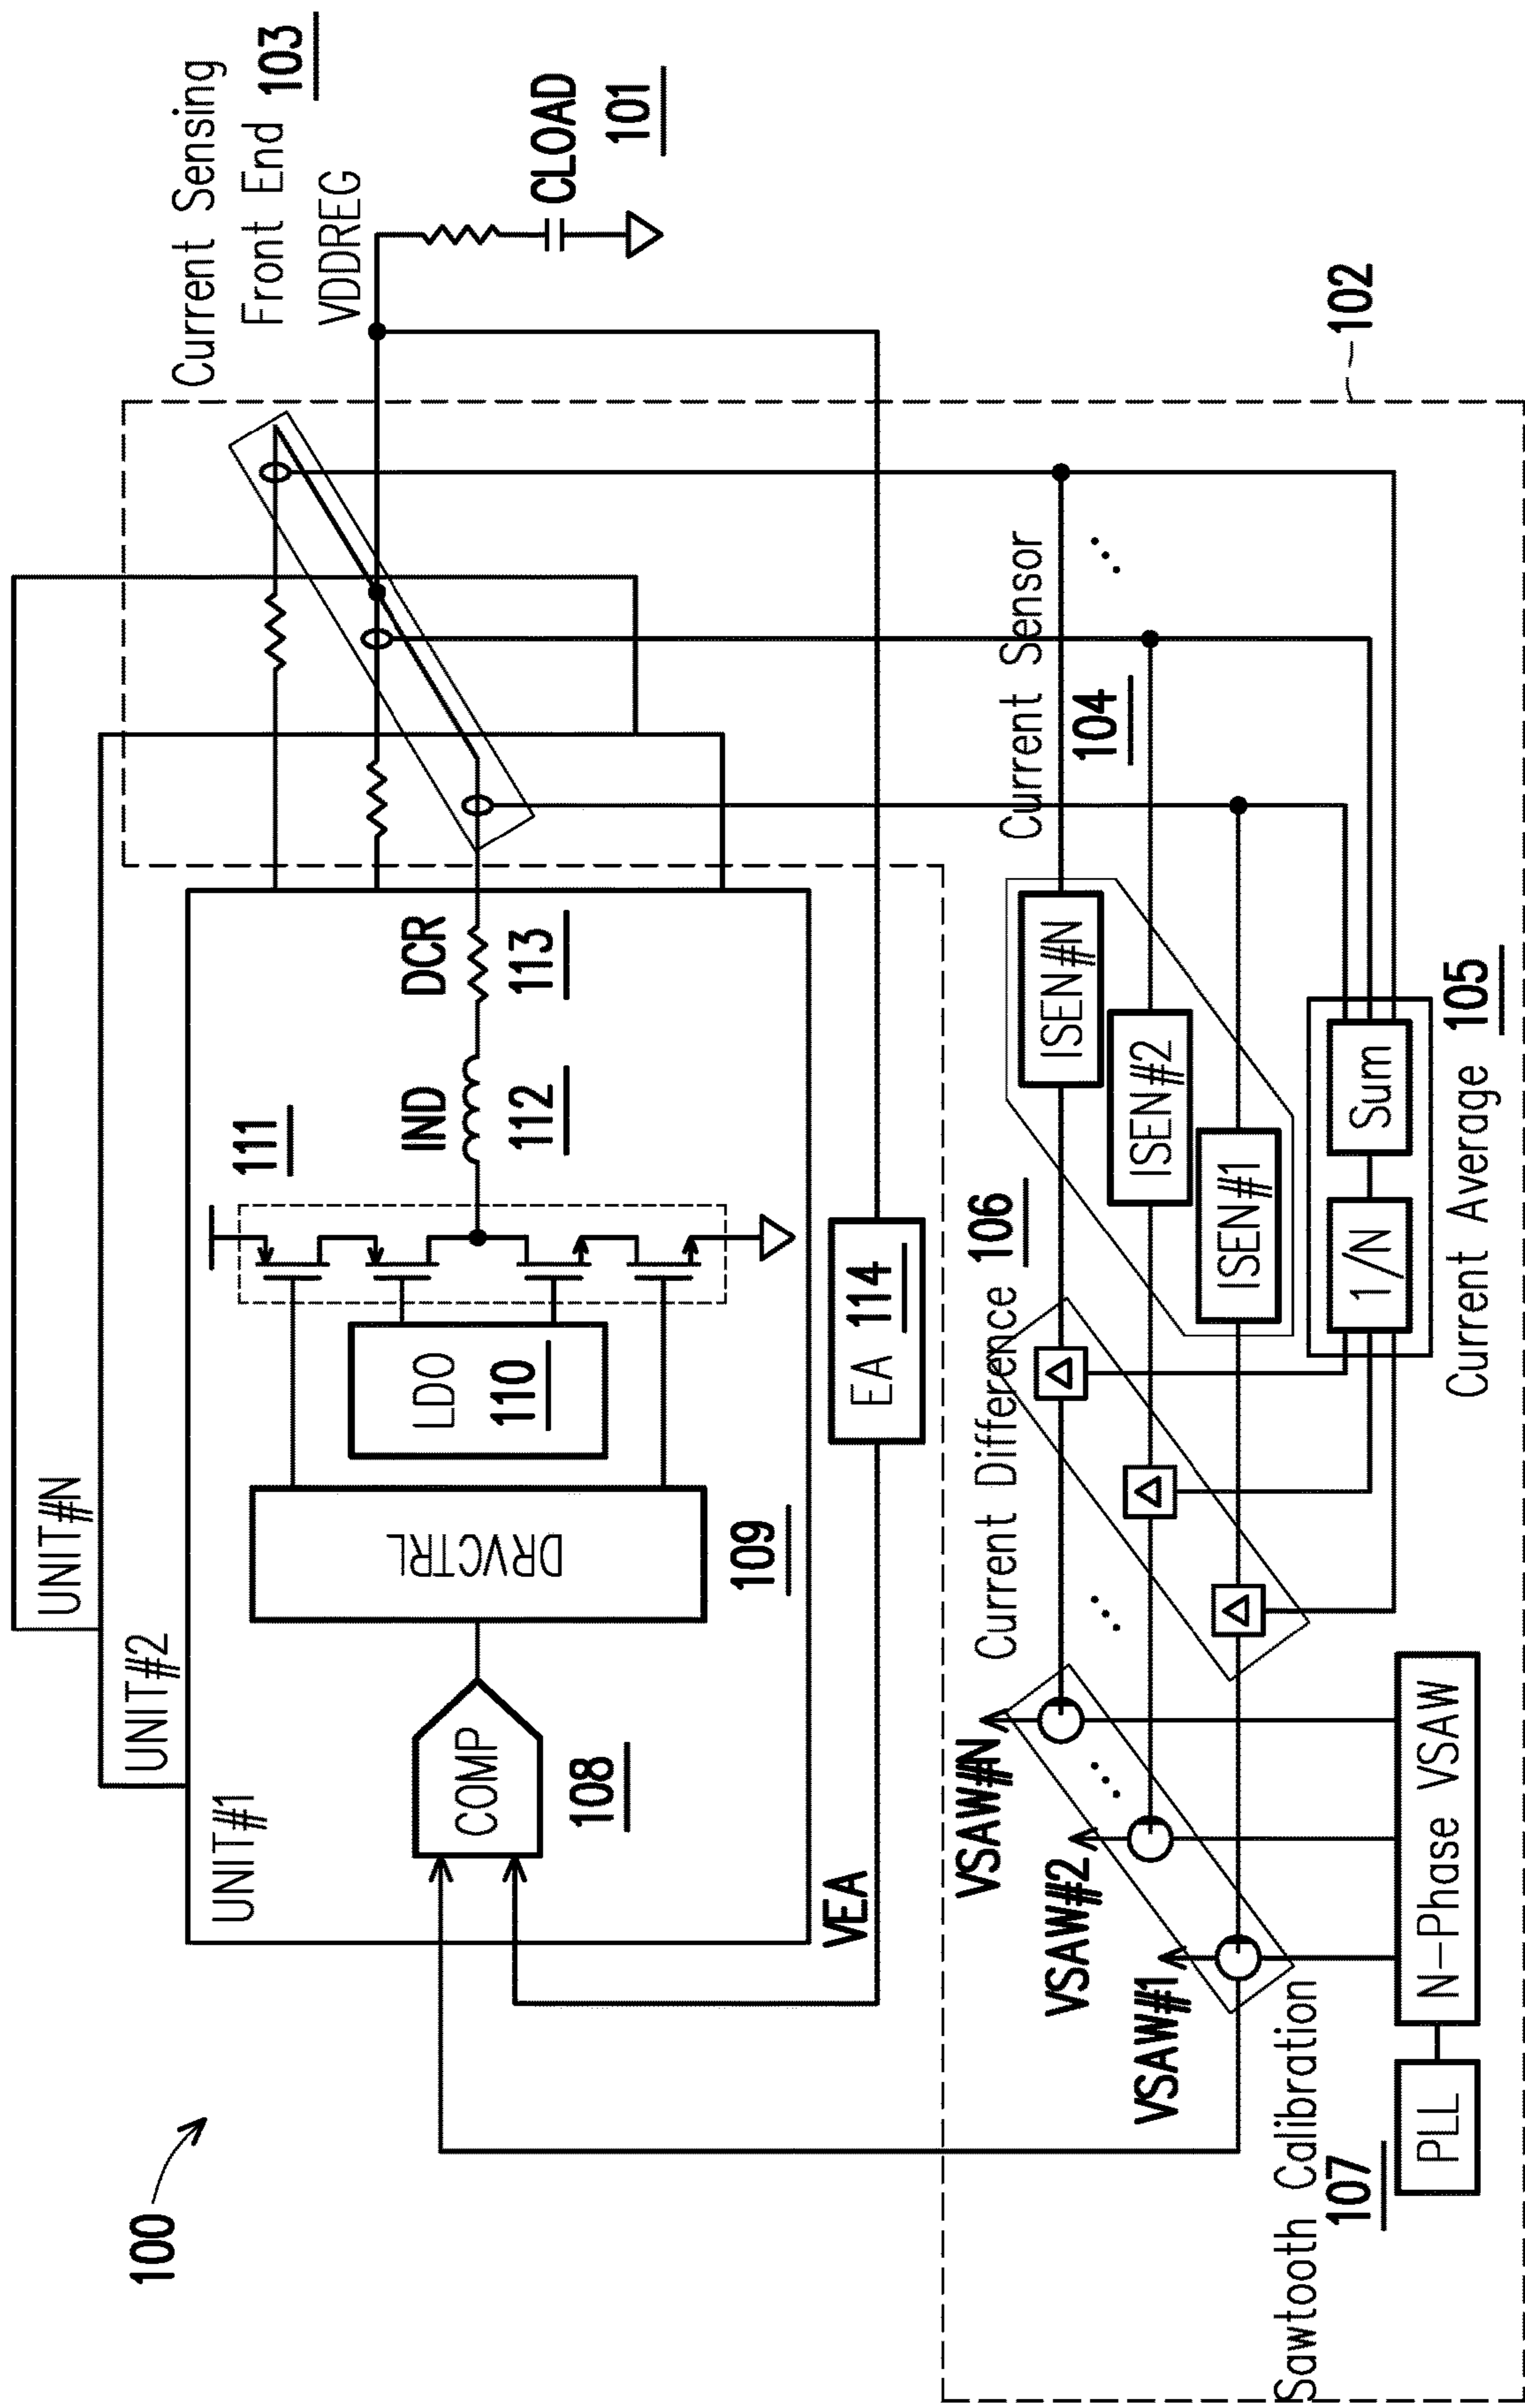 100
UNIT#N
UNIT#2
UNIT#1
COMP
108
DRVCTRL
109
LDO
110
111
IND
112
DCR
113
Current Sensing
Front End 103
VDDREG
CLOAD
101
VEA
EA 114
102
VSAW#N
VSAW#2
VSAW#1
Current Difference 106
Current Sensor
104
ISEN#N
ISEN#2
ISEN#1
Sawtooth Calibration
107
PLL
N-Phase VSAW
1/N
Sum
Current Average 105